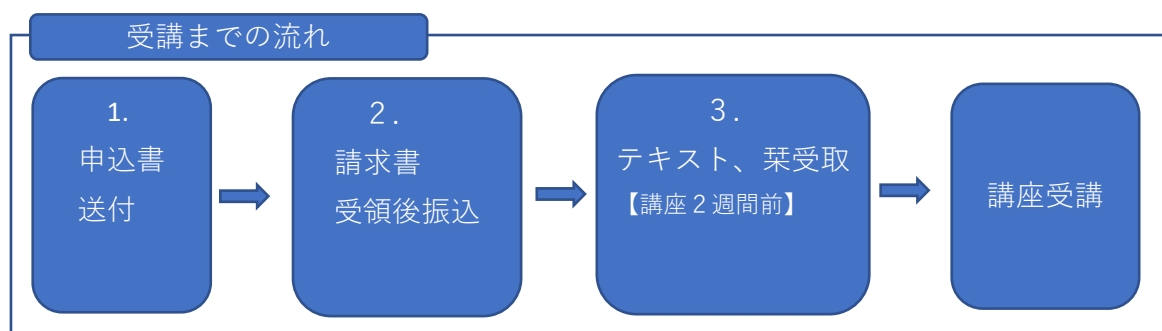 受講までの流れ
1.
申込書
送付
２.
請求書
受領後振込
３.
テキスト、栞受取
【講座２週間前】
講座受講